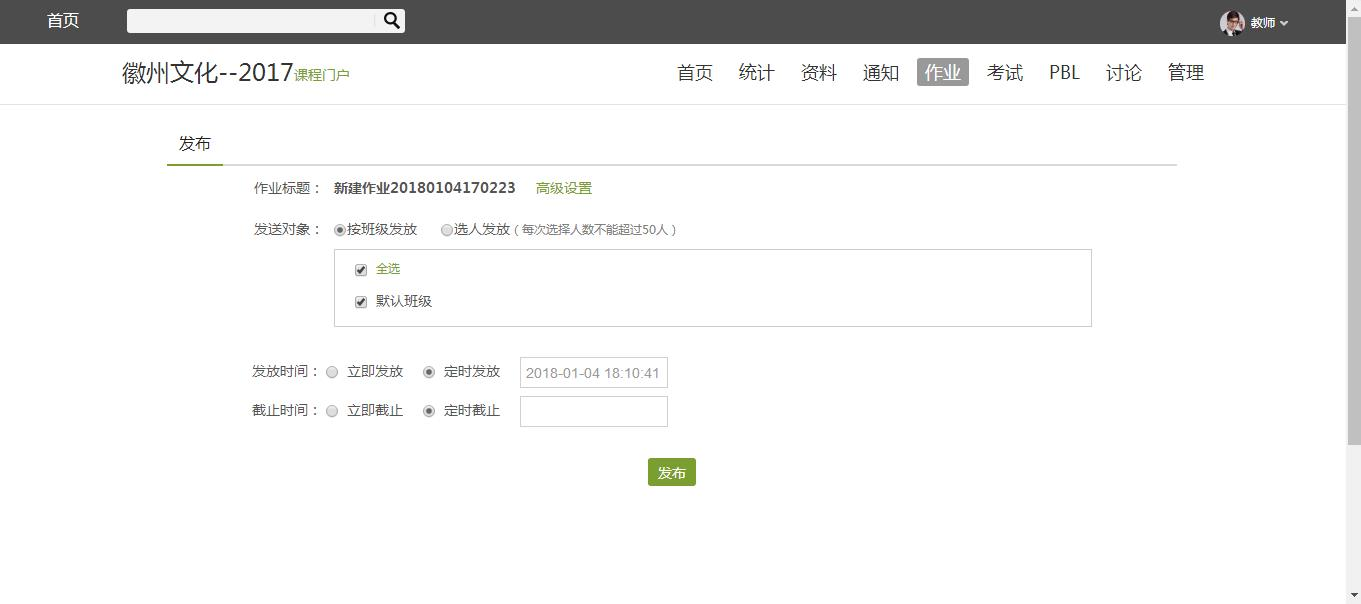 首页
教师
徽州文化--2017课程门户
首页 统计 资料 通知 作业 考试 PBL 讨论 管理
发布
作业标题： 新建作业20180104170223 高级设置
发送对象： 按班级发放 选人发放（每次选择人数不能超过50人）
全选
默认班级
发放时间： 立即发放 定时发放 2018-01-04 18:10:41
截止时间： 立即截止 定时截止
发布